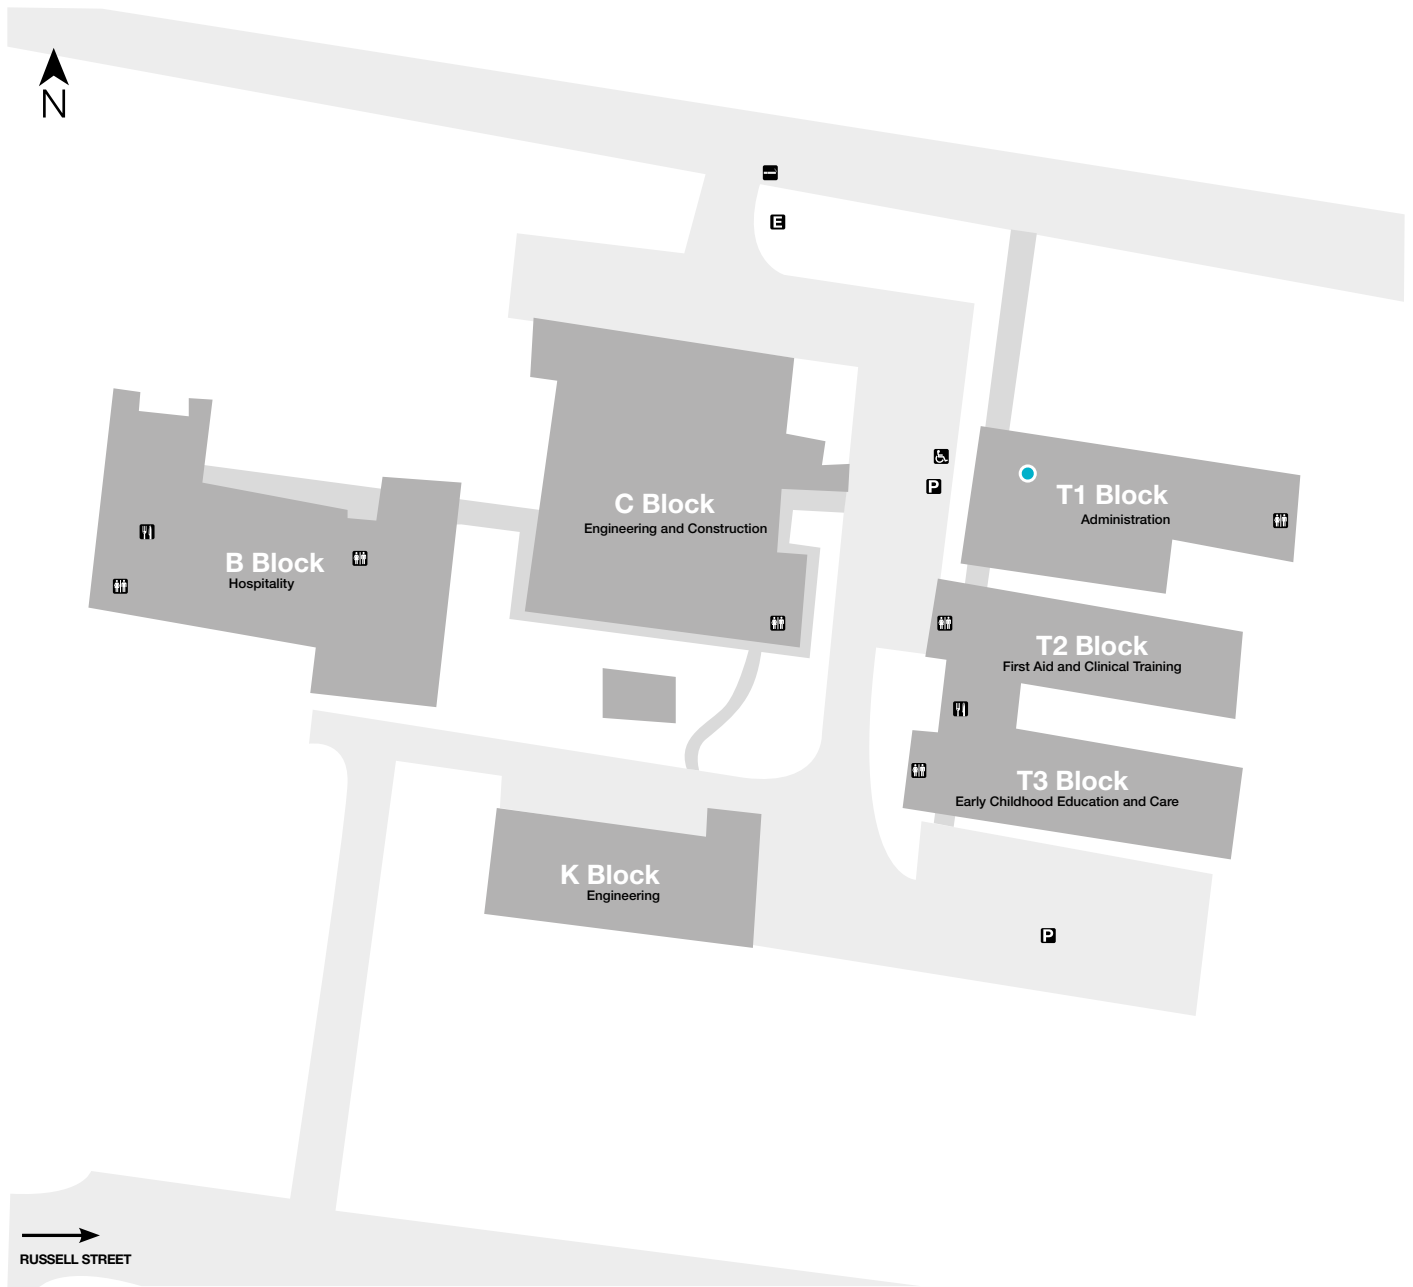 N
E
C Block
Engineering and Construction
P
T1 Block
Administration
B Block
Hospitality
T2 Block
First Aid and Clinical Training
T3 Block
Early Childhood Education and Care
K Block
Engineering
P
RUSSELL STREET